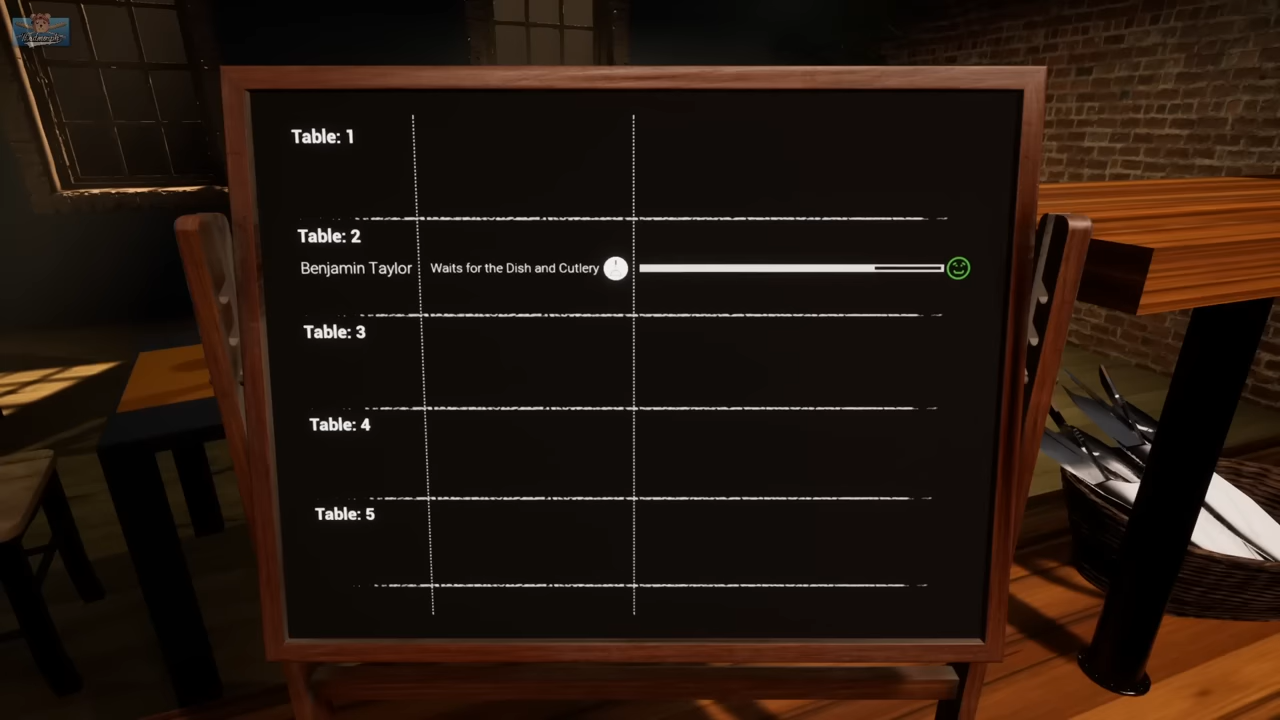 Table: 1
Table: 2
Benjamin Taylor
Waits for the Dish and Cutlery
Table: 3
Table: 4
Table: 5